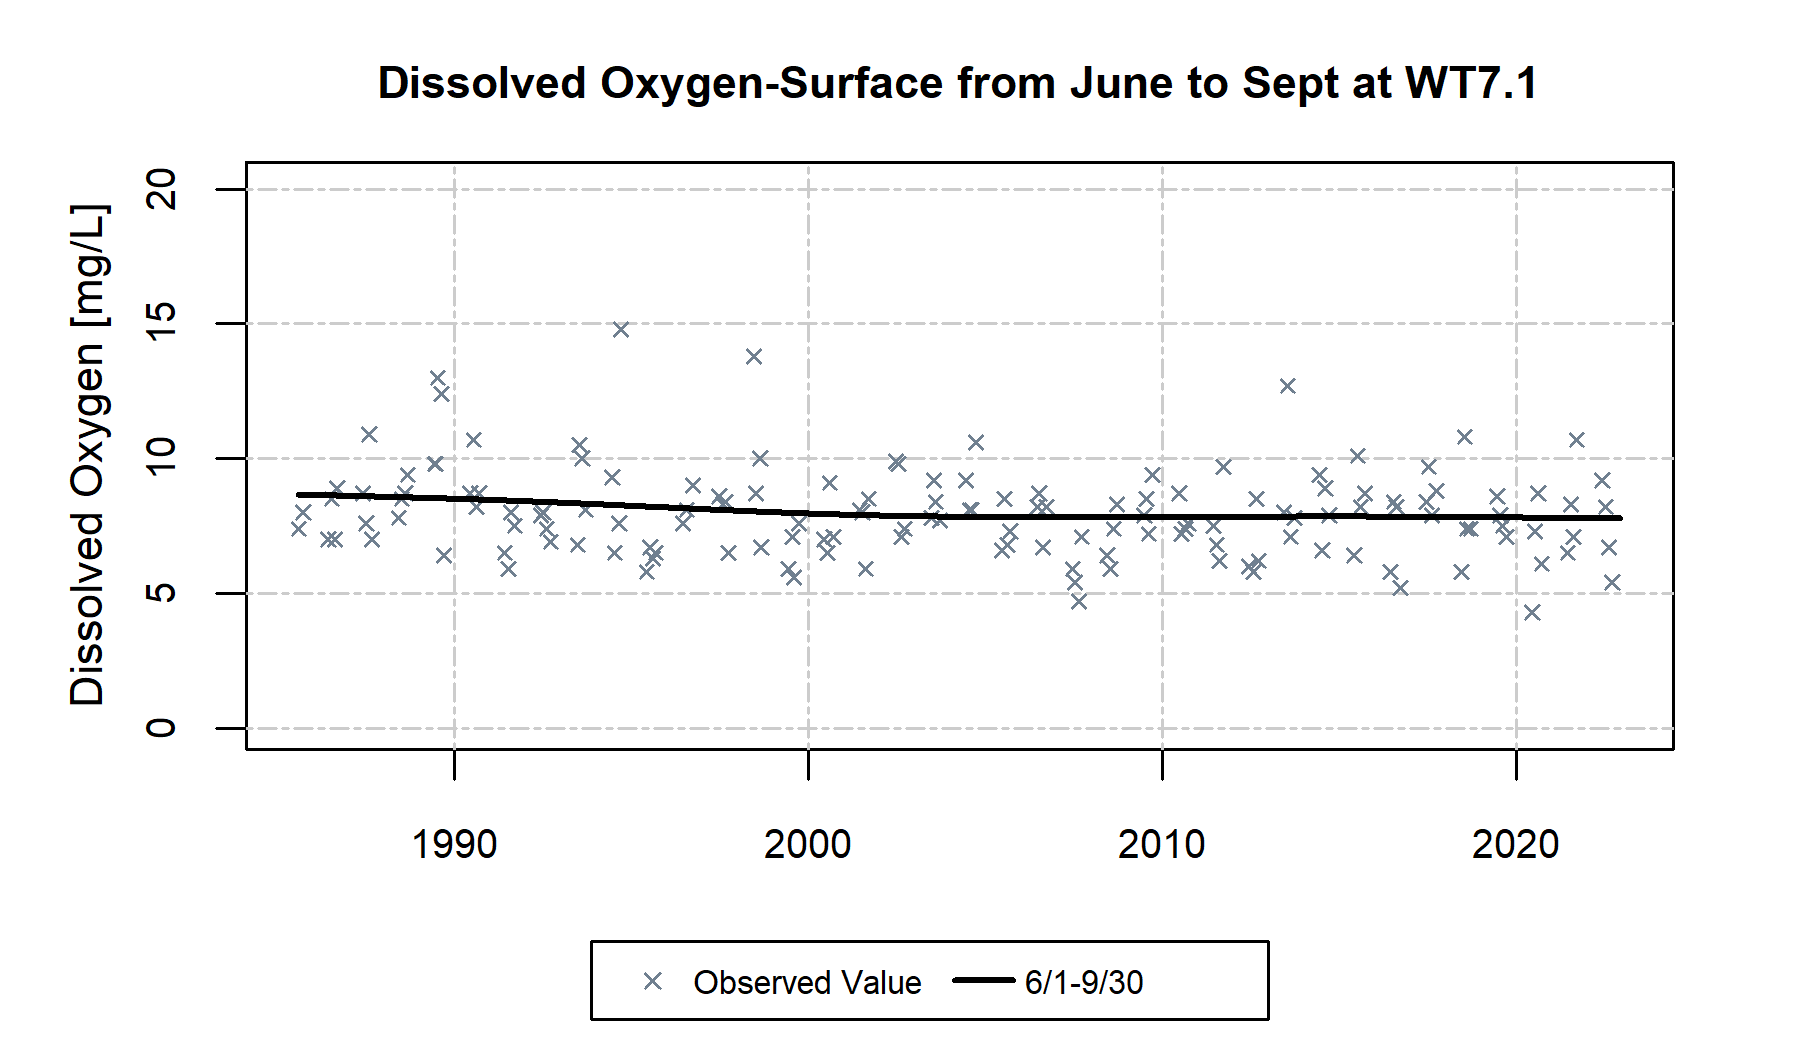 Dissolved Oxygen-Surface from June to Sept at WT7.1
Dissolved Oxygen [mg/L]
20
15
10
5
0
1990 2000 2010 2020
Observed Value 6/1-9/30